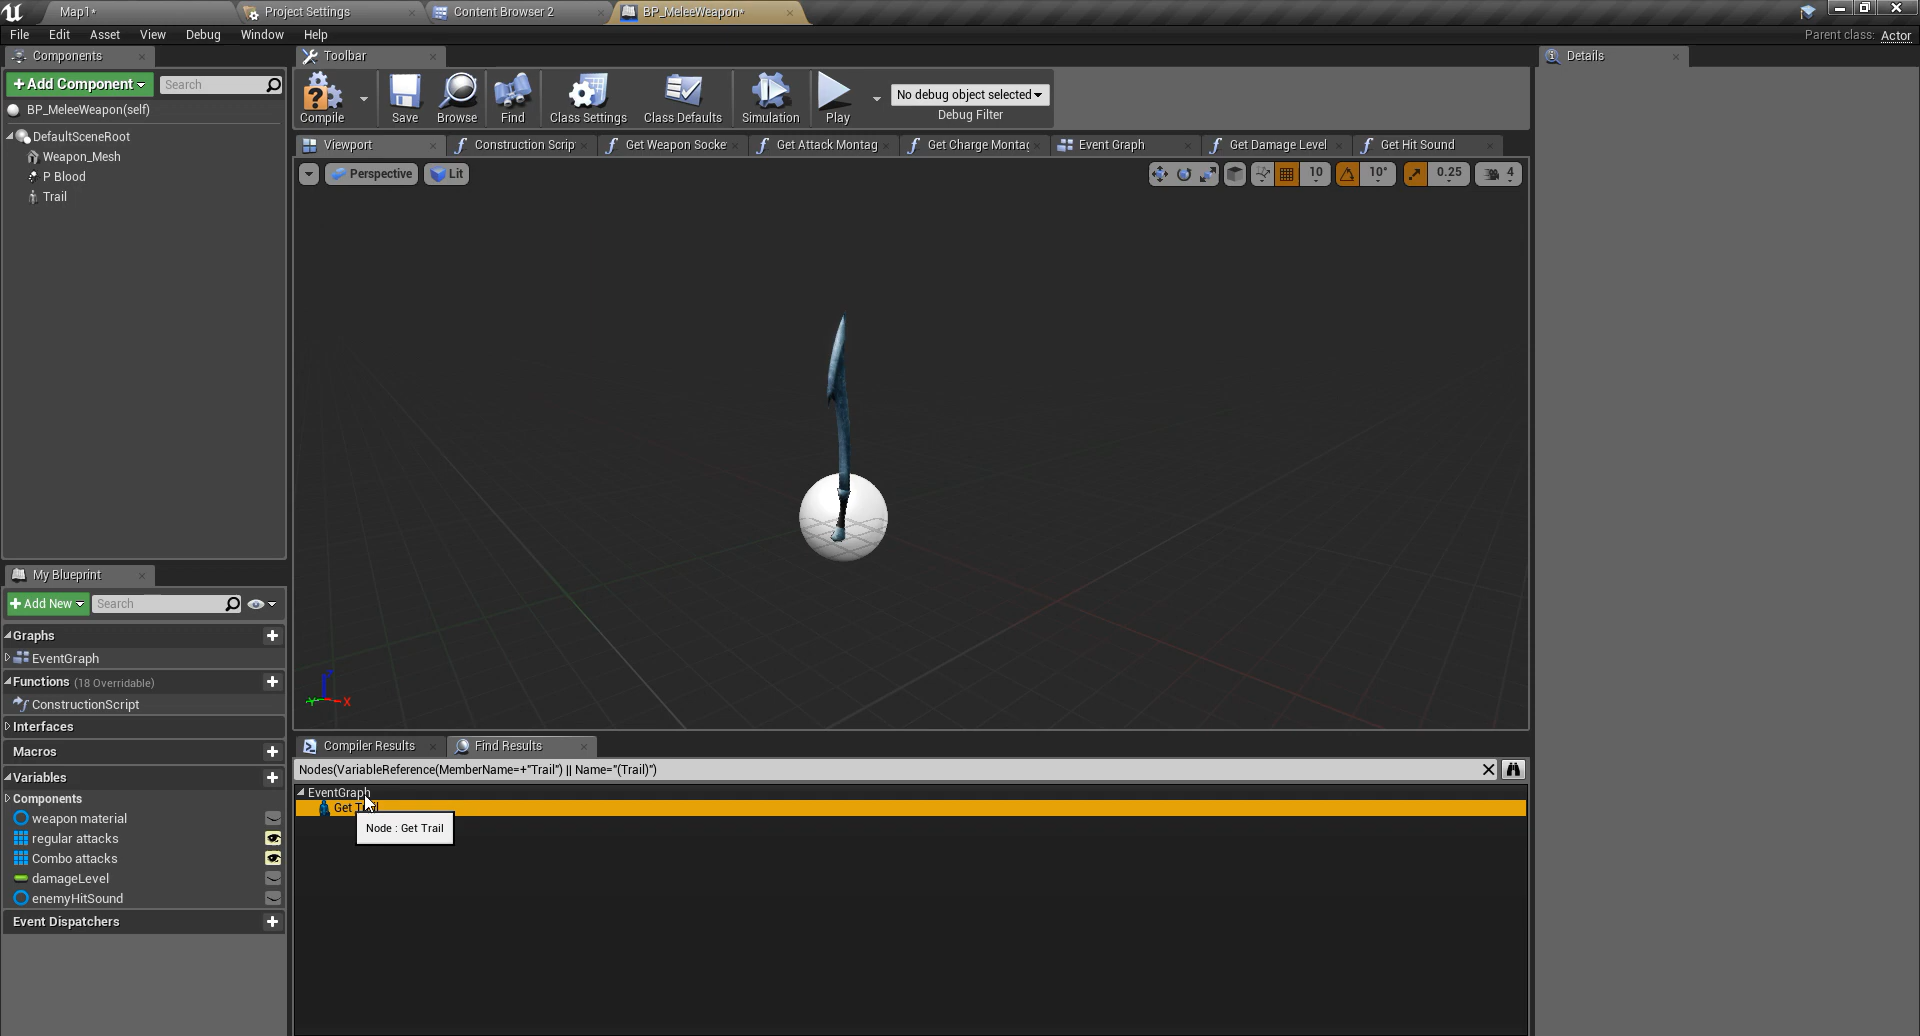 Map1*
Project Settings
Content Browser 2
BP_MeleeWeapon*
File Edit Asset View Debug Window Help
Parent class: Actor
Components
Toolbar
Details
+Add Component
Search
BP_MeleeWeapon(self)
DefaultSceneRoot
Weapon_Mesh
P Blood
Trail
Compile
Save
Browse
Find
Class Settings
Class Defaults
Simulation
Play
No debug object selected
Debug Filter
Viewport
Construction Scrip
Get Weapon Socke
Get Attack Montag
Get Charge Montag
Event Graph
Get Damage Level
Get Hit Sound
Perspective
Lit
10
10°
0.25
4
X
Compiler Results
Find Results
Nodes(VariableReference(MemberName=+"Trail") || Name="(Trail)")
EventGraph
Node : Get Trail
My Blueprint
+Add New
Search
Graphs
EventGraph
Functions (18 Overridable)
ConstructionScript
Interfaces
Macros
Variables
Components
weapon material
regular attacks
Combo attacks
damageLevel
enemyHitSound
Event Dispatchers